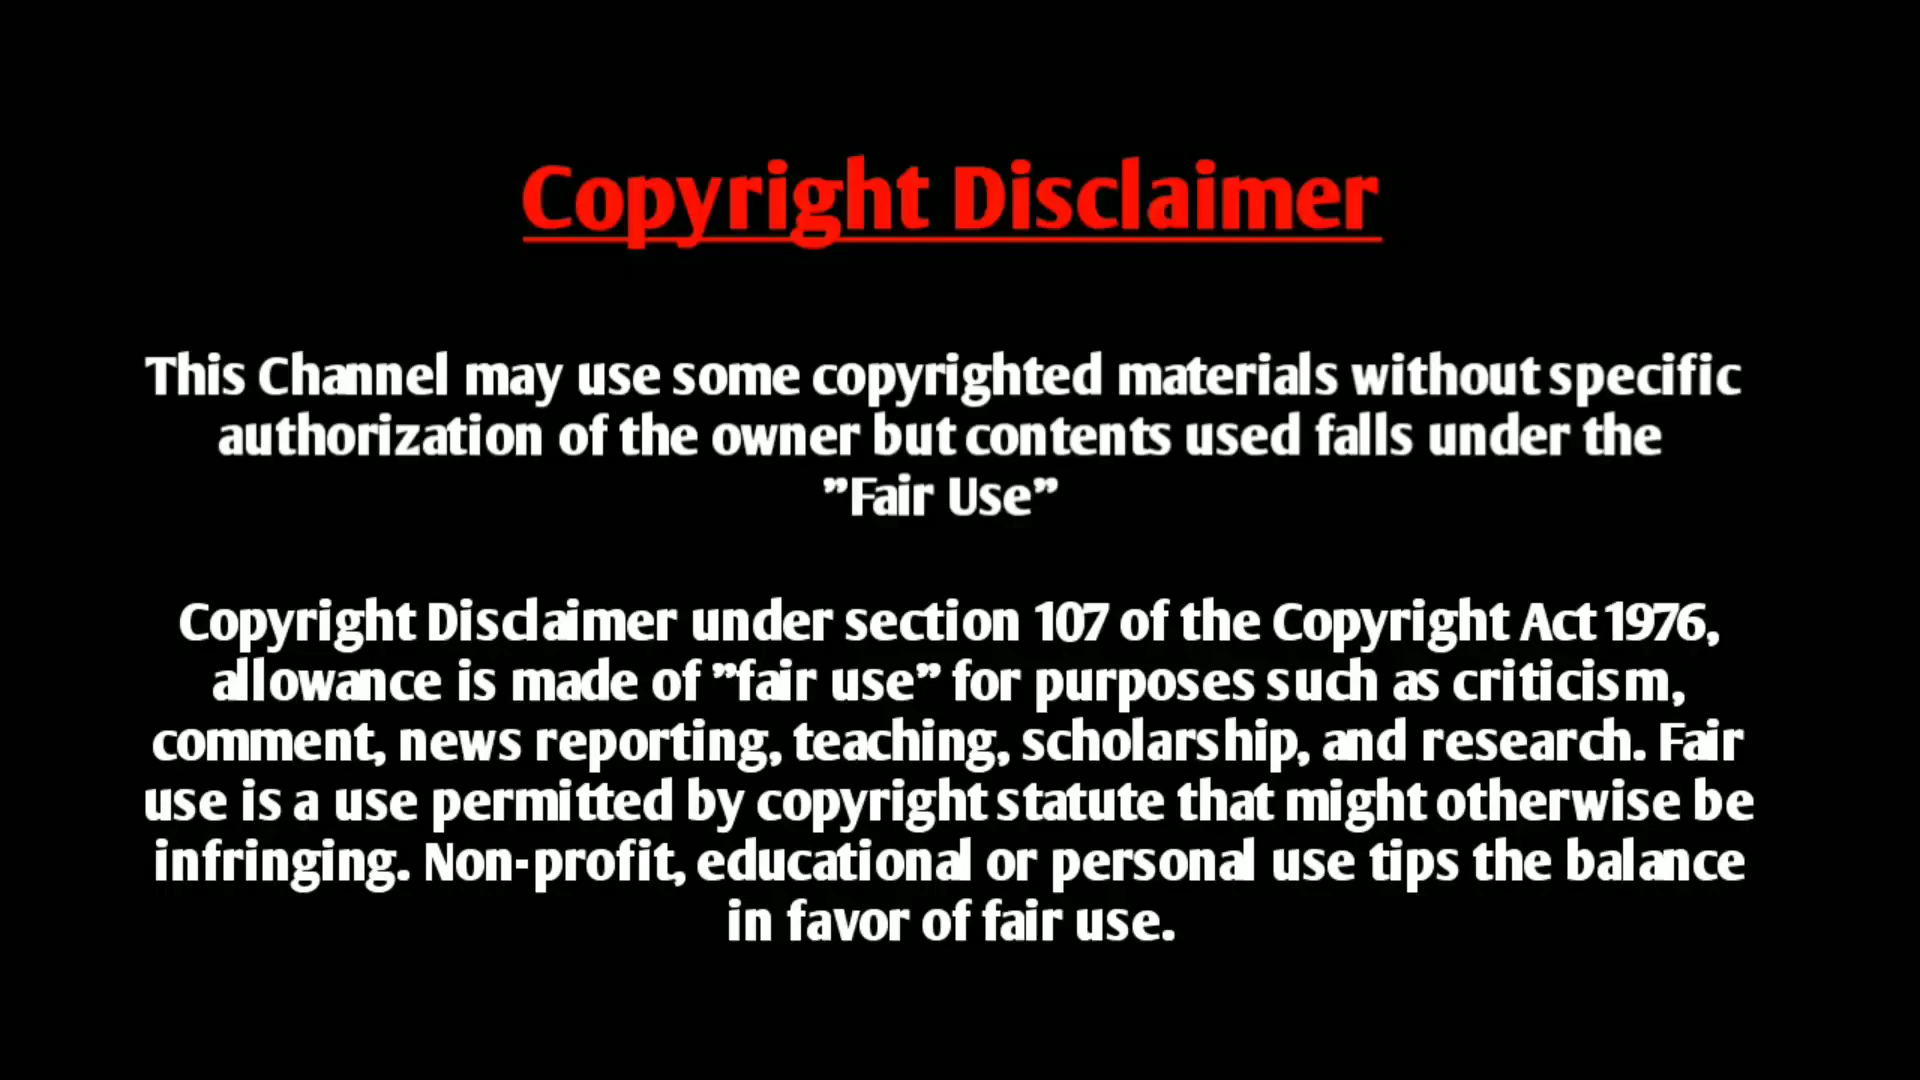 Copyright Disclaimer
This Channel may use some copyrighted materials without specific
authorization of the owner but contents used falls under the
”Fair Use”
Copyright Disclaimer under section 107 of the Copyright Act 1976,
allowance is made of ”fair use” for purposes such as criticism,
comment, news reporting, teaching, scholarship, and research. Fair
use is a use permitted by copyright statute that might otherwise be
infringing. Non-profit, educational or personal use tips the balance
in favor of fair use.